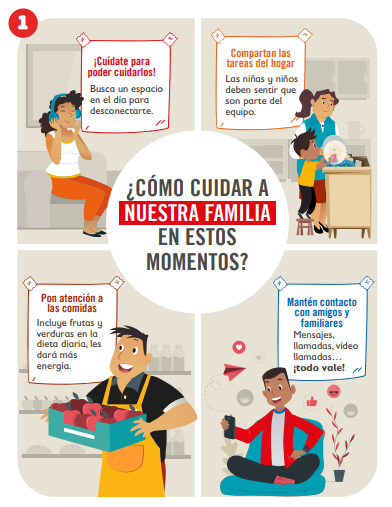 1
¡Cuídate para
poder cuidarlos!
Busca un espacio
en el día para
desconectarte.
Compartan las
tareas del hogar
Las niñas y niños
deben sentir que
son parte del
equipo.
¿CÓMO CUIDAR A
NUESTRA FAMILIA
EN ESTOS
MOMENTOS?
Pon atención a
las comidas
Incluye frutas y
verduras en la
dieta diaria, les
dará más
energía.
Mantén contacto
con amigos y
familiares
Mensajes,
llamadas, video
llamadas...
¡todo vale!